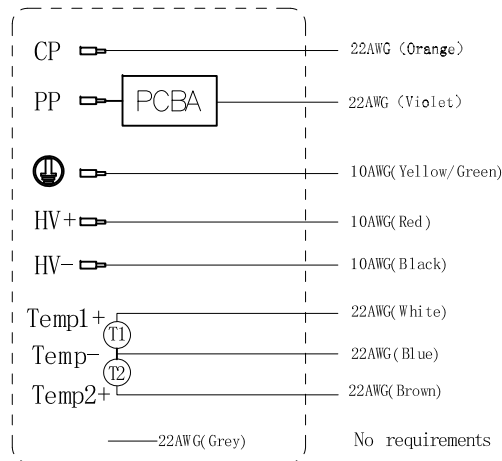 CP 22AWG (Orange)
PP PCBA 22AWG (Violet)
10AWG(Yellow/Green)
HV+ 10AWG(Red)
HV- 10AWG(Black)
Temp1+ 22AWG(White)
T1
Temp- 22AWG(Blue)
T2
Temp2+ 22AWG(Brown)
22AWG(Grey) No requirements